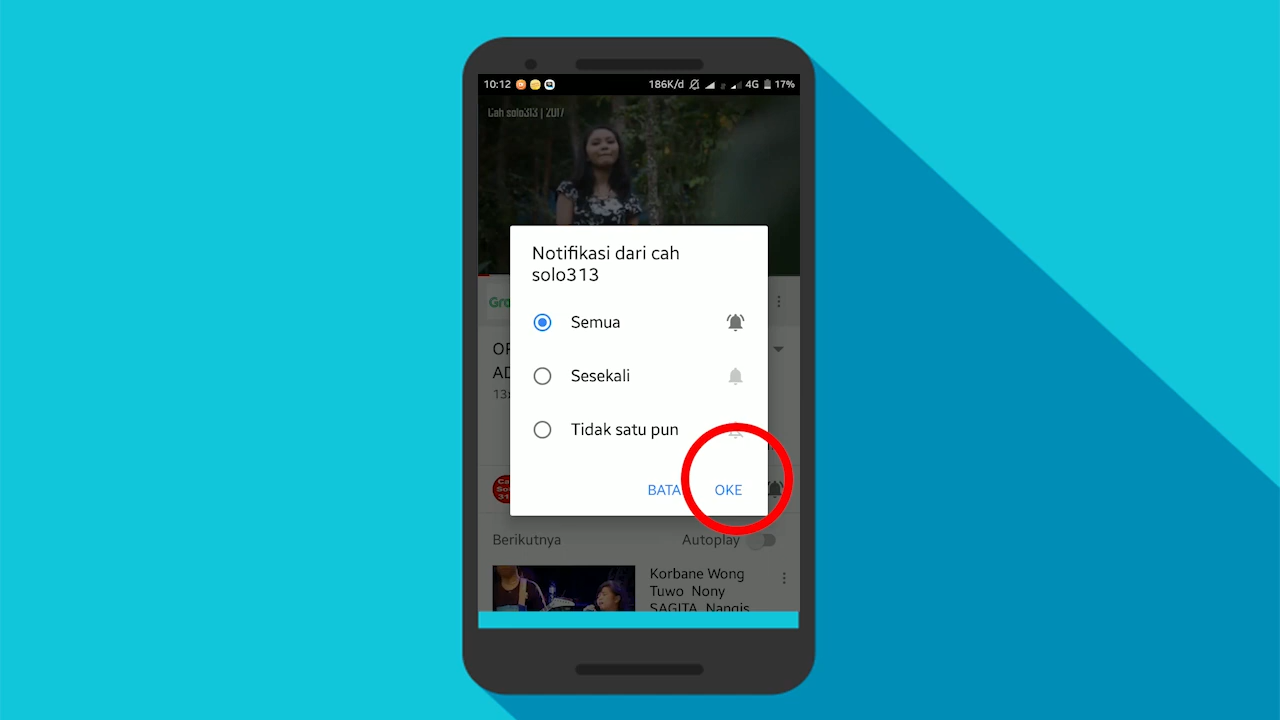 10:12 186K/d 4G 17%
Cah solo313 | 2017
Notifikasi dari cah
solo313
Semua
Sesekali
Tidak satu pun
OKE
Berikutnya Autoplay
Korbane Wong
Tuwo Nony
SAGITA Nangis